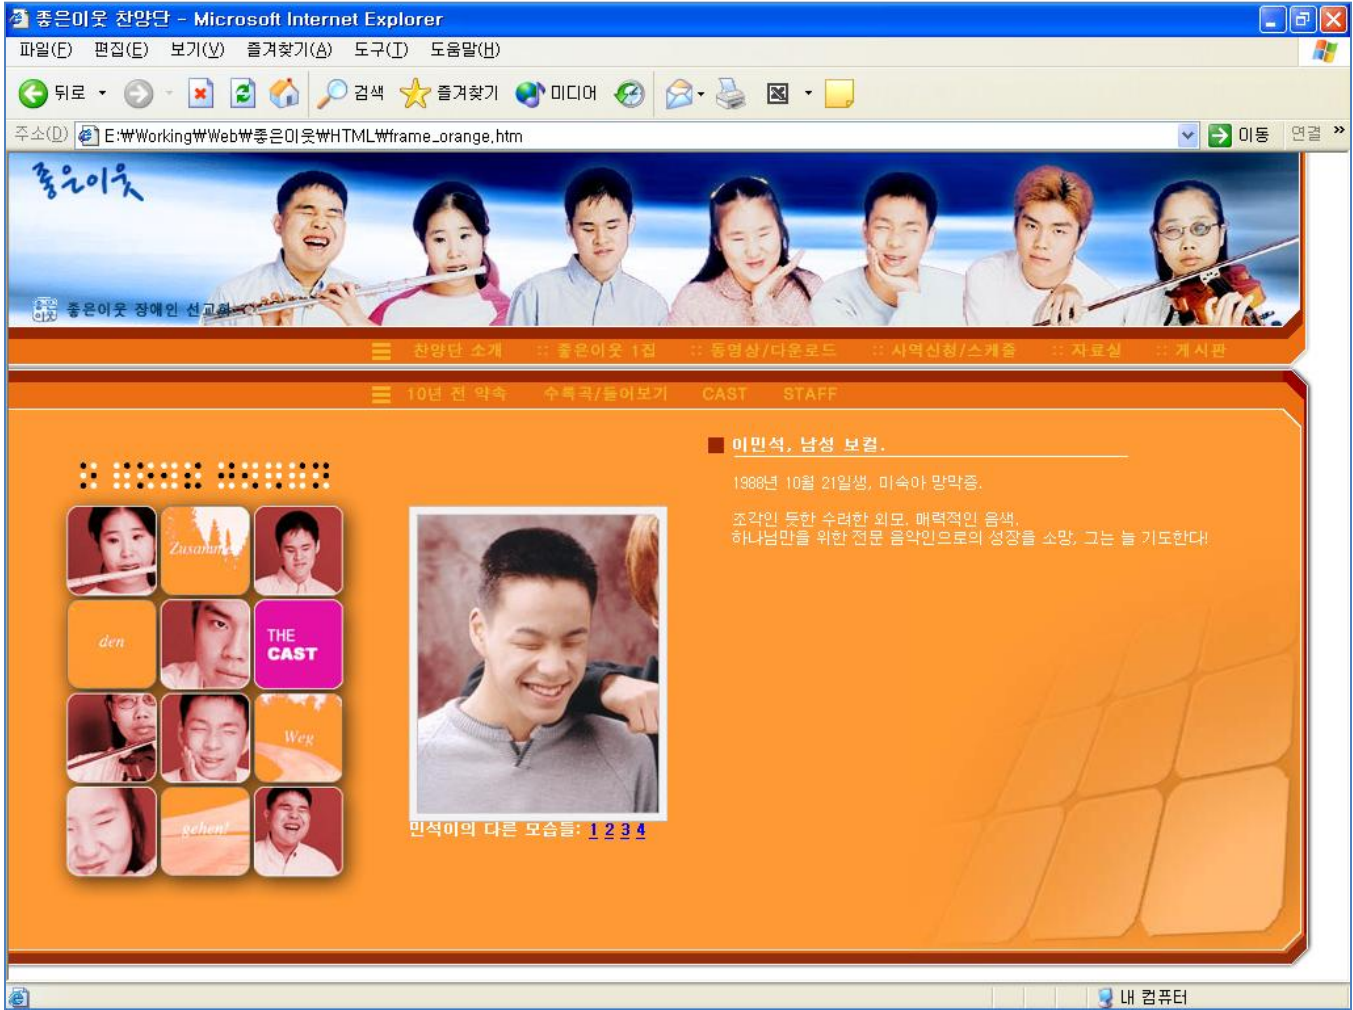 좋은이웃 찬양단 - Microsoft Internet Explorer
파일(F) 편집(E) 보기(V) 즐겨찾기(A) 도구(T) 도움말(H)
뒤로 검색 즐겨찾기 미디어
주소(D) E:₩Working₩Web₩좋은이웃₩HTML₩frame_orange.htm 이동 연결 »
좋은이웃
좋은이웃 장애인 선교회
찬양단 소개 :: 좋은이웃 1집 :: 동영상/다운로드 :: 사역신청/스케줄 :: 자료실 :: 게시판
10년 전 약속 수록곡/돌어보기 CAST STAFF
이민석, 남성 보컬.
1988년 10월 21일생, 미숙아 망막증.
조각인 듯한 수려한 외모. 매력적인 음색.
하나님만을 위한 전문 음악인으로의 성장을 소망, 그는 늘 기도한다!
Zusammen
den
THE
CAST
Weg
gehen!
민석이의 다른 모습들: 1 2 3 4
내 컴퓨터